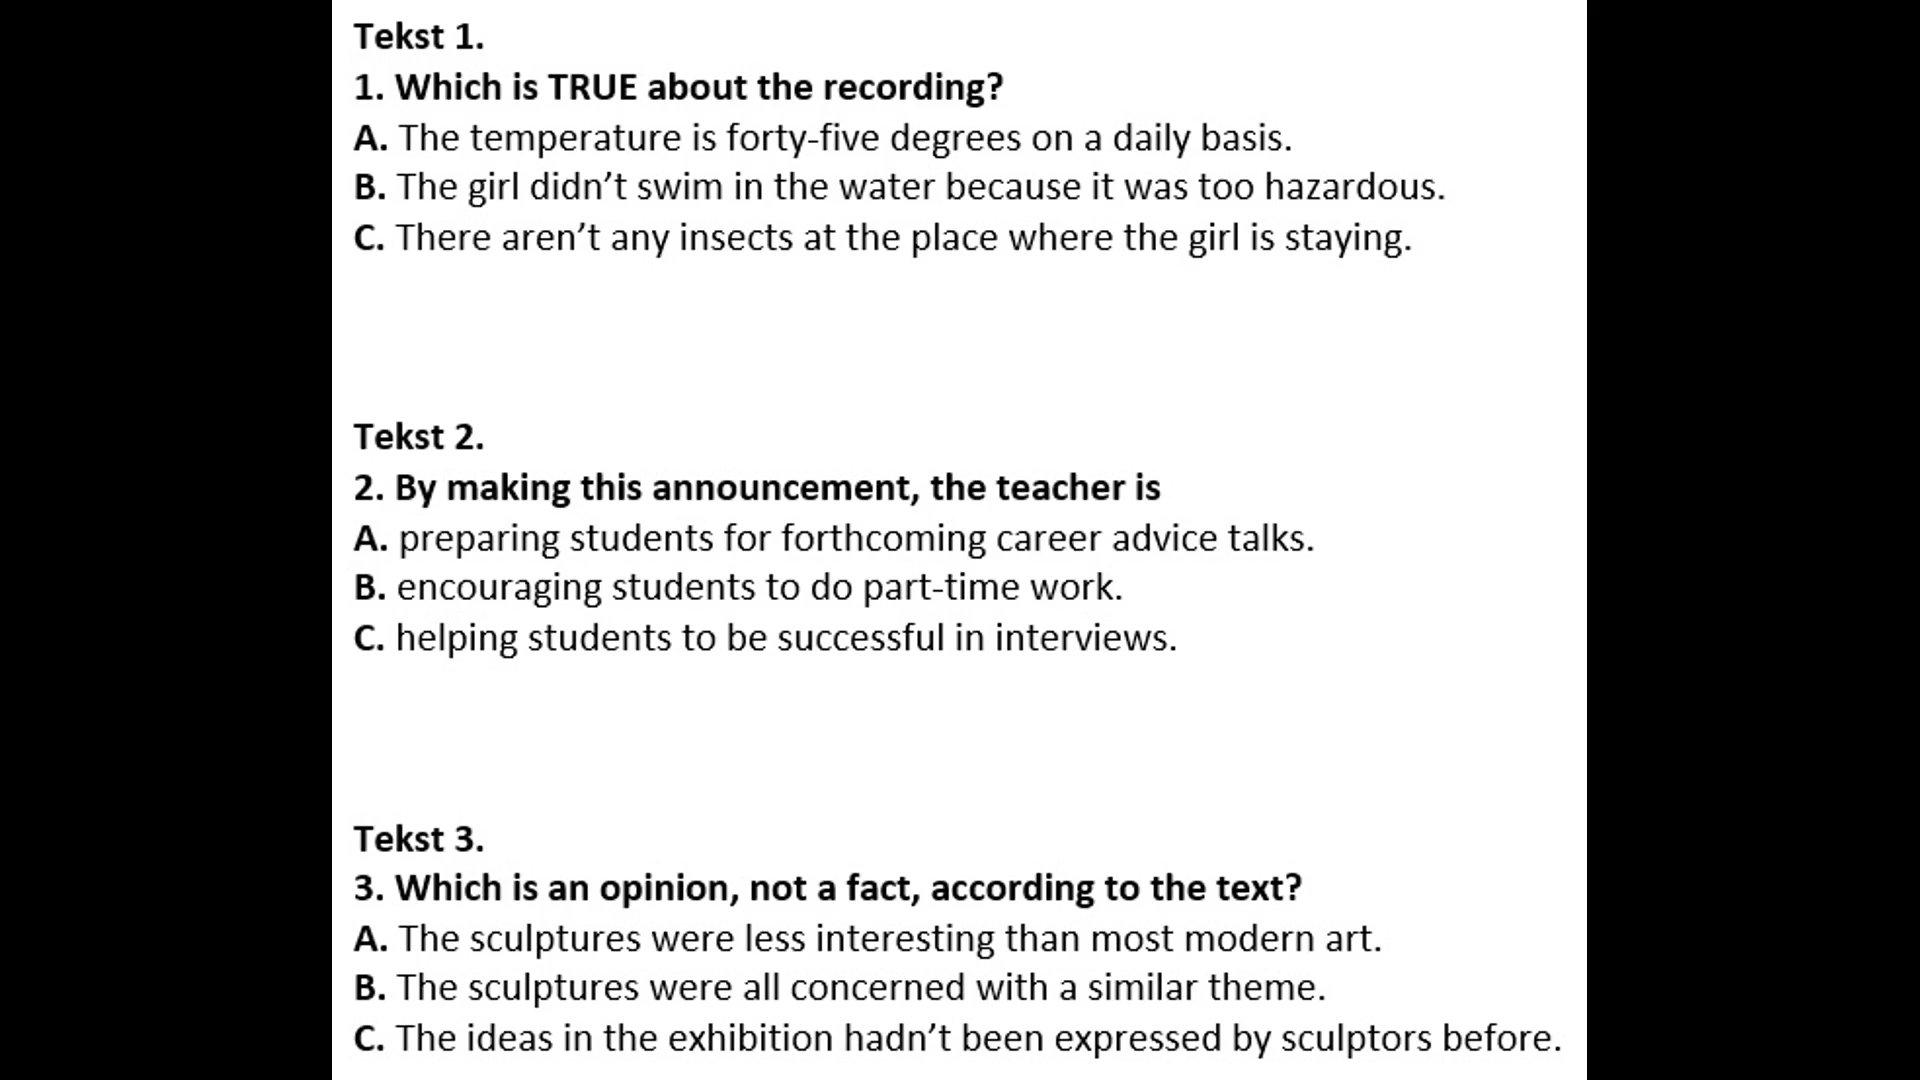 Tekst 1.
1. Which is TRUE about the recording?
A. The temperature is forty-five degrees on a daily basis.
B. The girl didn’t swim in the water because it was too hazardous.
C. There aren’t any insects at the place where the girl is staying.
Tekst 2.
2. By making this announcement, the teacher is
A. preparing students for forthcoming career advice talks.
B. encouraging students to do part-time work.
C. helping students to be successful in interviews.
Tekst 3.
3. Which is an opinion, not a fact, according to the text?
A. The sculptures were less interesting than most modern art.
B. The sculptures were all concerned with a similar theme.
C. The ideas in the exhibition hadn’t been expressed by sculptors before.